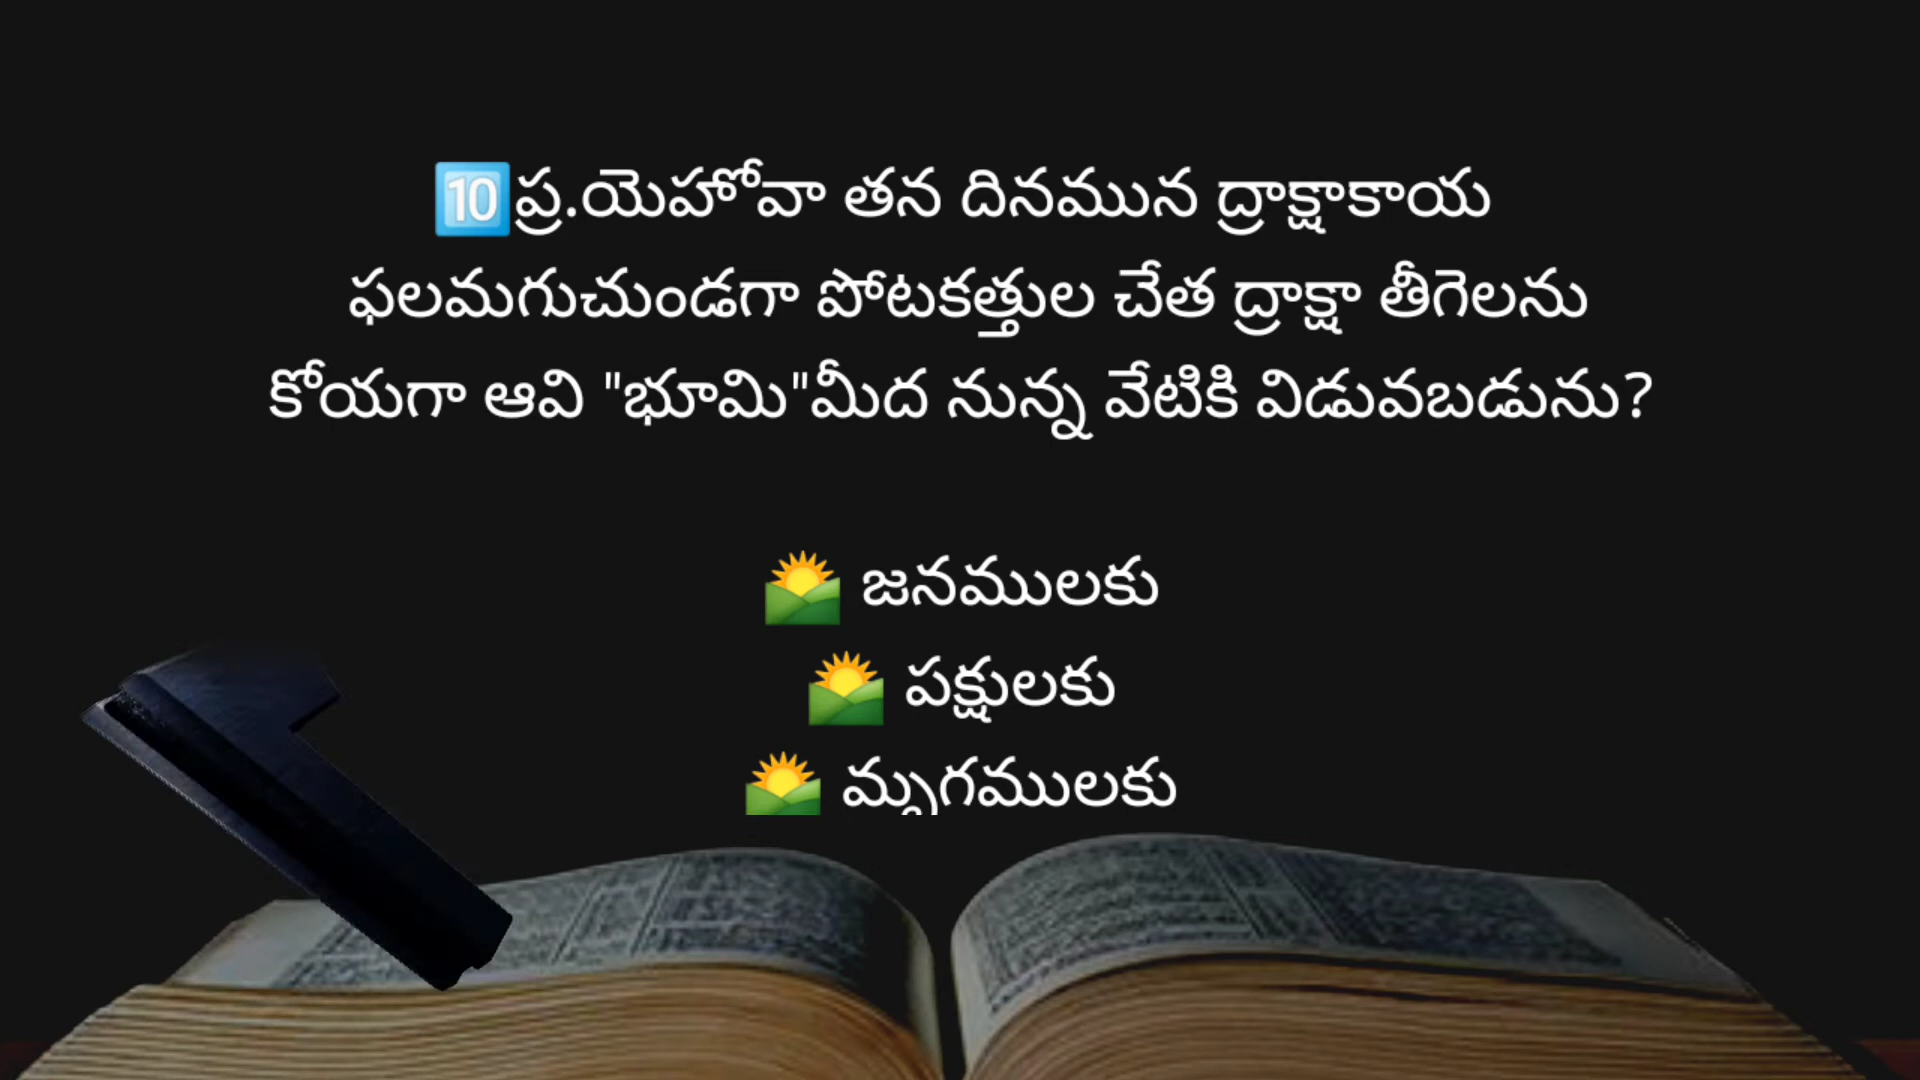 🔟ప్ర.యెహోవా తన దినమున ద్రాక్షాకాయ
ఫలమగుచుండగా పోటకత్తుల చేత ద్రాక్షా తీగెలను
కోయగా ఆవి "భూమి"మీద నున్న వేటికి విడువబడును?
🌄 జనములకు
🌄 పక్షులకు
🌄 మృగములకు